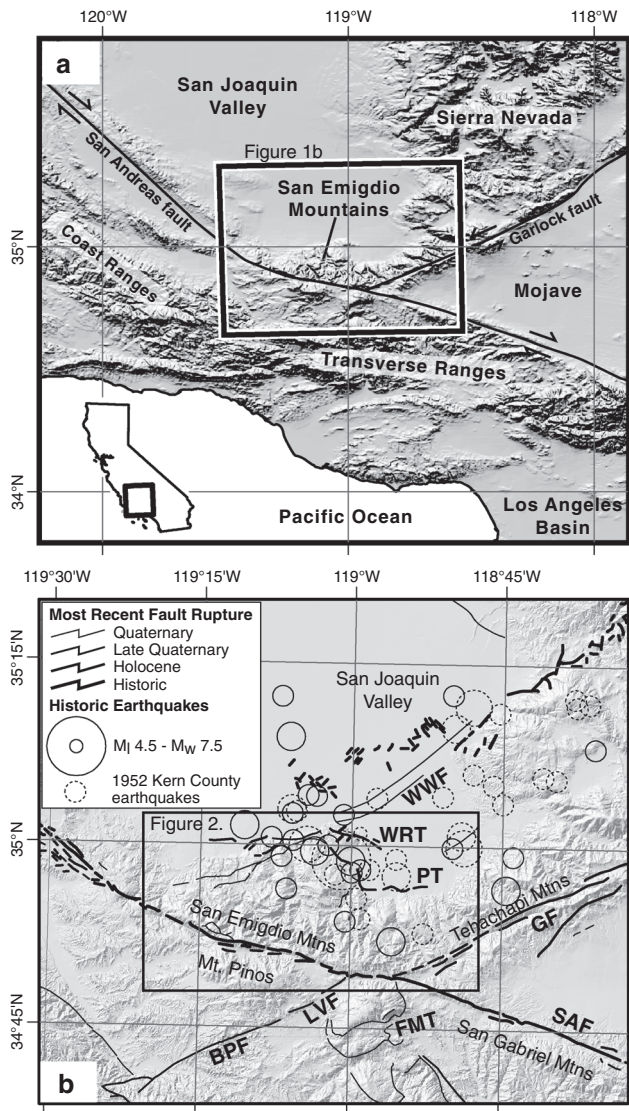 120°W 119°W 118°W
a
San Joaquin
Valley
Sierra Nevada
San Andreas fault
Figure 1b
San Emigdio
Mountains
35°N
Garlock fault
Coast Ranges
Mojave
Transverse Ranges
34°N
Pacific Ocean
Los Angeles
Basin
119°30'W 119°15'W 119°W 118°45'W
Most Recent Fault Rupture
Quaternary
Late Quaternary
Holocene
Historic
Historic Earthquakes
Ml 4.5 - Mw 7.5
1952 Kern County
earthquakes
35°15'N
San Joaquin
Valley
WWF
Figure 2.
35°N
WRT
PT
San Emigdio Mtns
Tehachapi Mtns
GF
Mt. Pinos
34°45'N
LVF
BPF
FMT
SAF
San Gabriel Mtns
b